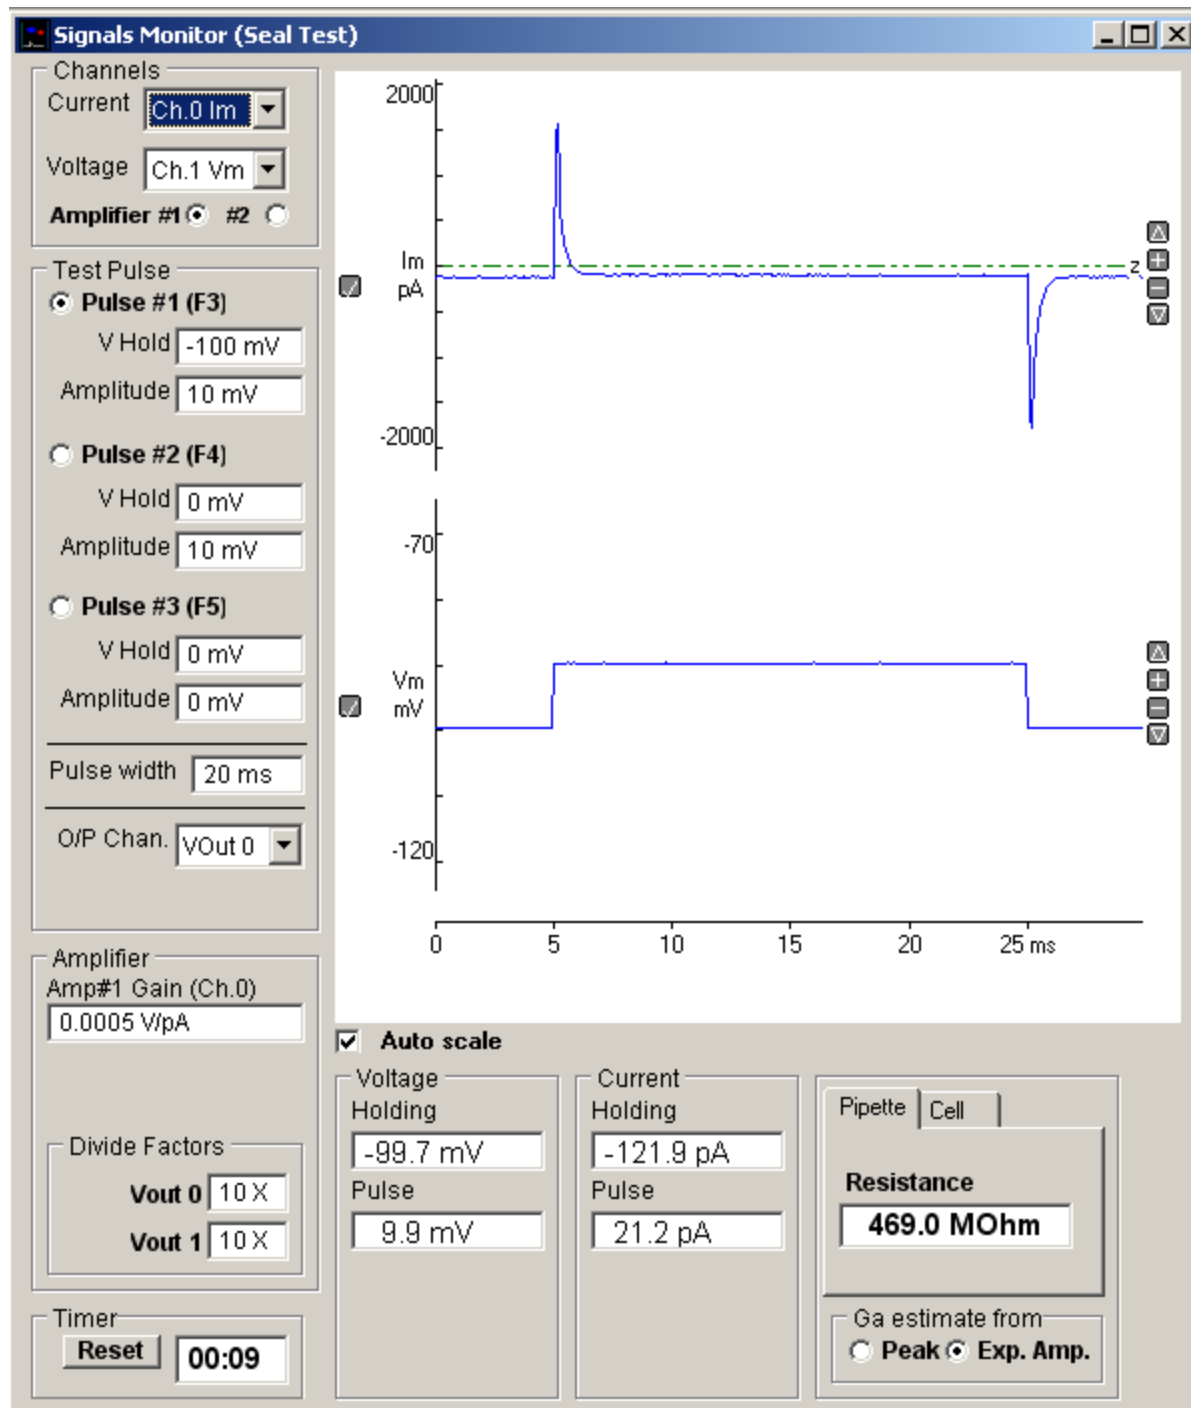 Signals Monitor (Seal Test)
Channels
Current Ch.0 Im
Voltage Ch.1 Vm
Amplifier #1 #2
Test Pulse
Pulse #1 (F3)
V Hold -100 mV
Amplitude 10 mV
Pulse #2 (F4)
V Hold 0 mV
Amplitude 10 mV
Pulse #3 (F5)
V Hold 0 mV
Amplitude 0 mV
Pulse width 20 ms
O/P Chan. VOut 0
Amplifier
Amp#1 Gain (Ch.0)
0.0005 V/pA
Divide Factors
Vout 0 10 X
Vout 1 10 X
Timer
Reset 00:09
2000
Im
pA
z
-2000
-70
Vm
mV
-120
0 5 10 15 20 25 ms
Auto scale
Voltage
Holding
-99.7 mV
Pulse
9.9 mV
Current
Holding
-121.9 pA
Pulse
21.2 pA
Pipette Cell
Resistance
469.0 MOhm
Ga estimate from
Peak Exp. Amp.